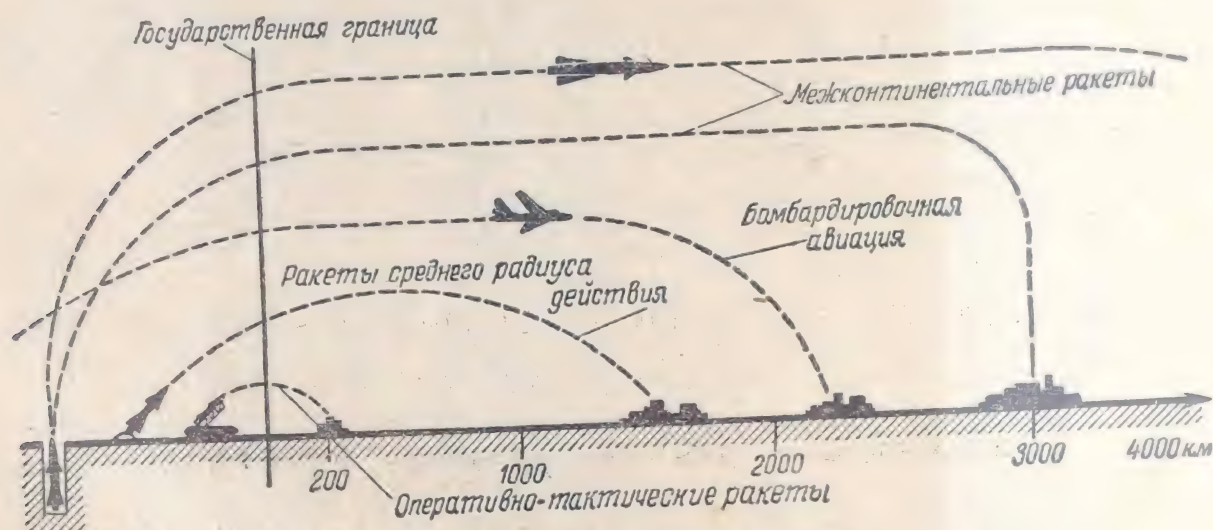 Государственная граница
Межконтинентальные ракеты
Бомбардировочная
авиация
Ракеты среднего радиуса
действия
200
1000
2000
3000
4000 км
Оперативно-тактические ракеты